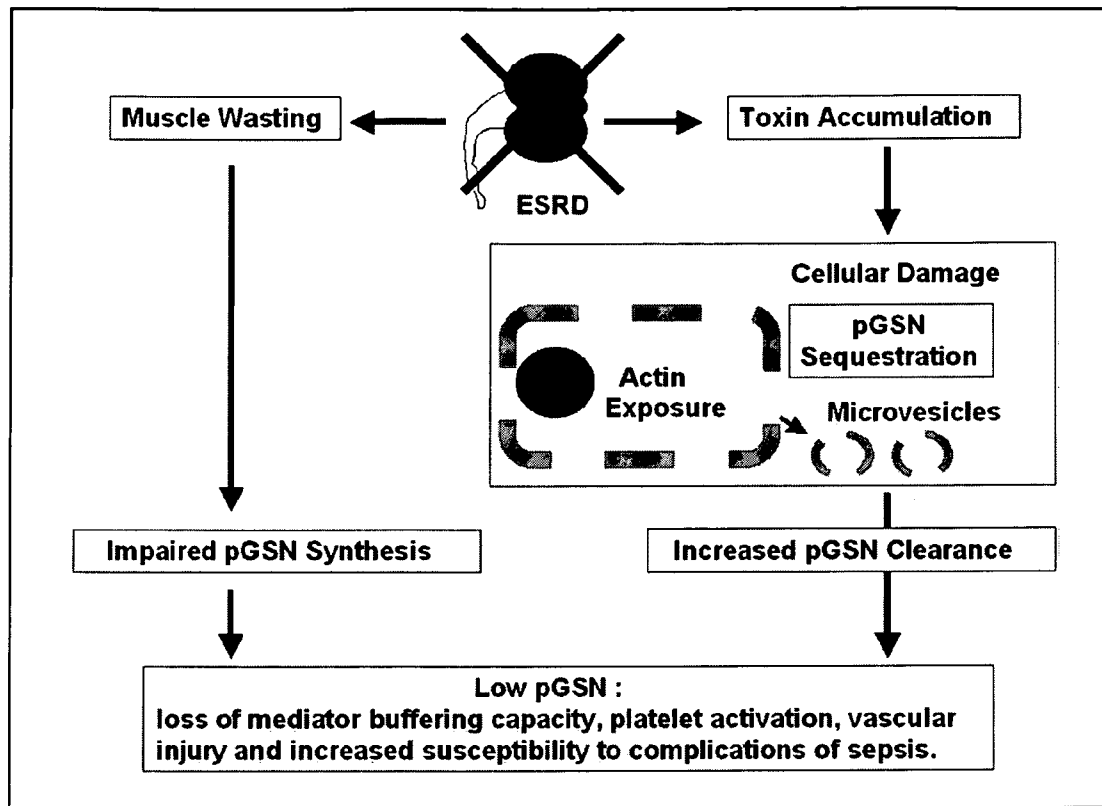 Muscle Wasting
Toxin Accumulation
ESRD
Cellular Damage
pGSN
Sequestration
Actin
Exposure
Microvesicles
Impaired pGSN Synthesis
Increased pGSN Clearance
Low pGSN :
loss of mediator buffering capacity, platelet activation, vascular
injury and increased susceptibility to complications of sepsis.